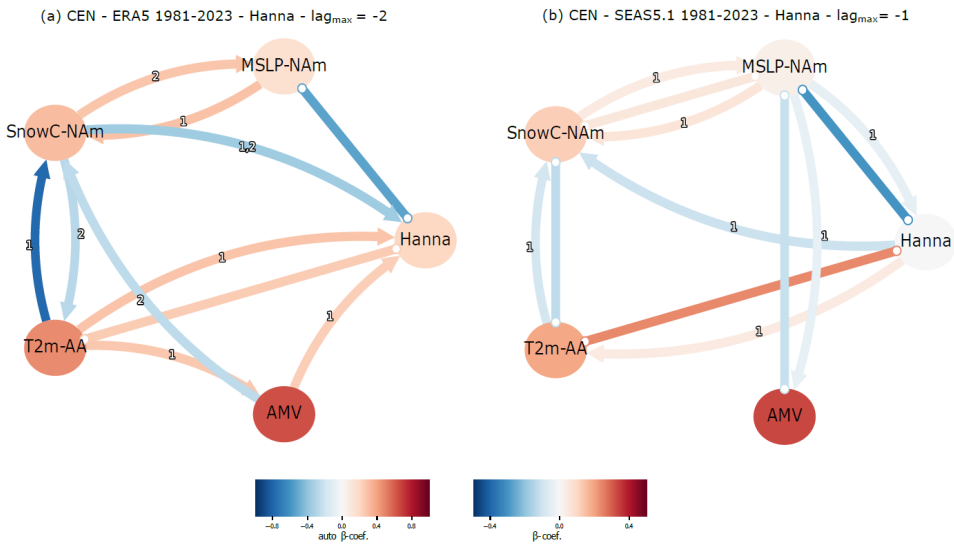 (a) CEN - ERA5 1981-2023 - Hanna - lagmax = -2
(b) CEN - SEAS5.1 1981-2023 - Hanna - lagmax= -1
MSLP-NAm
2
1
SnowC-NAm
1,2
Hanna
1
2
1
2
1
1
T2m-AA
AMV
MSLP-NAm
1
1
1
SnowC-NAm
1
1
1
Hanna
1
T2m-AA
AMV
−0.8 −0.4 0.0 0.4 0.8
auto β-coef.
−0.4 0.0 0.4
β-coef.